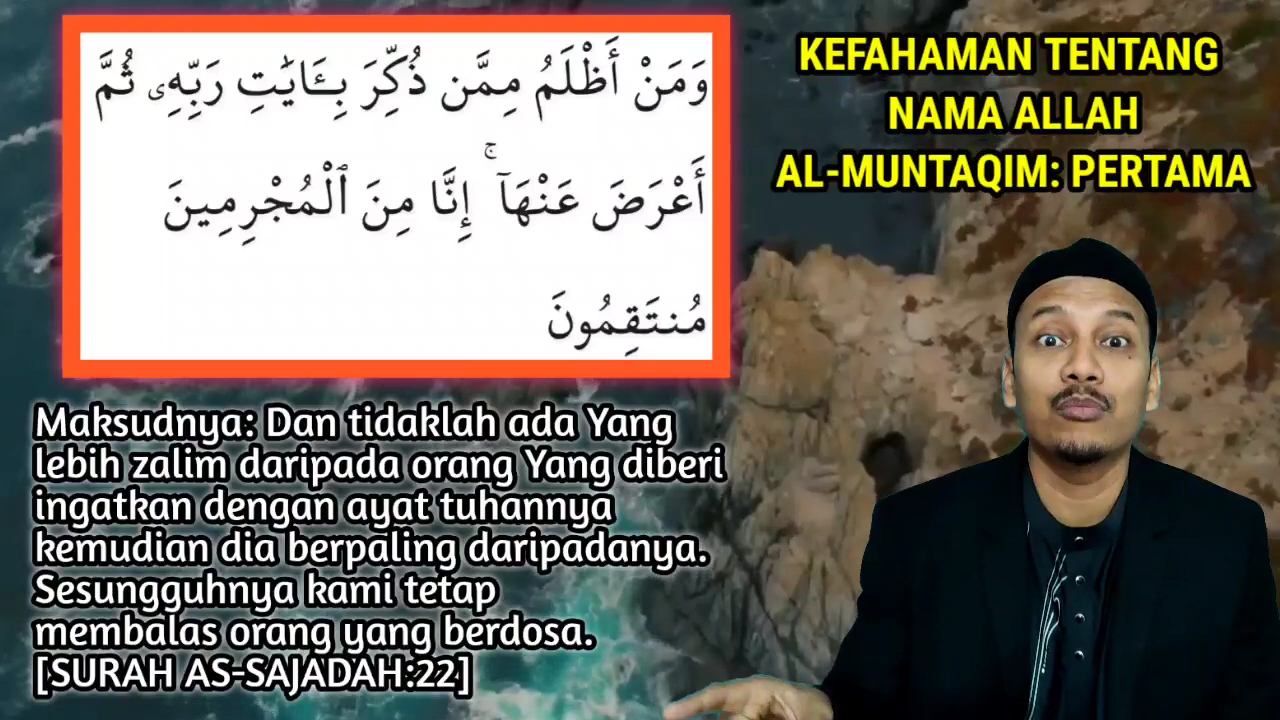 وَمَنْ أَظْلَمُ مِمَّن ذُكِّرَ بِـَٔايَٰتِ رَبِّهِۦ ثُمَّ
أَعْرَضَ عَنْهَآ ۚ إِنَّا مِنَ ٱلْمُجْرِمِينَ
مُنتَقِمُونَ
KEFAHAMAN TENTANG
NAMA ALLAH
AL-MUNTAQIM: PERTAMA
Maksudnya: Dan tidaklah ada Yang
lebih zalim daripada orang Yang diberi
ingatkan dengan ayat tuhannya
kemudian dia berpaling daripadanya.
Sesungguhnya kami tetap
membalas orang yang berdosa.
[SURAH AS-SAJADAH:22]